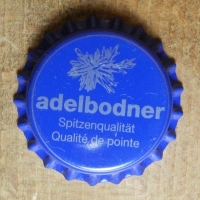 adelbodner
Spitzenqualität
Qualité de pointe